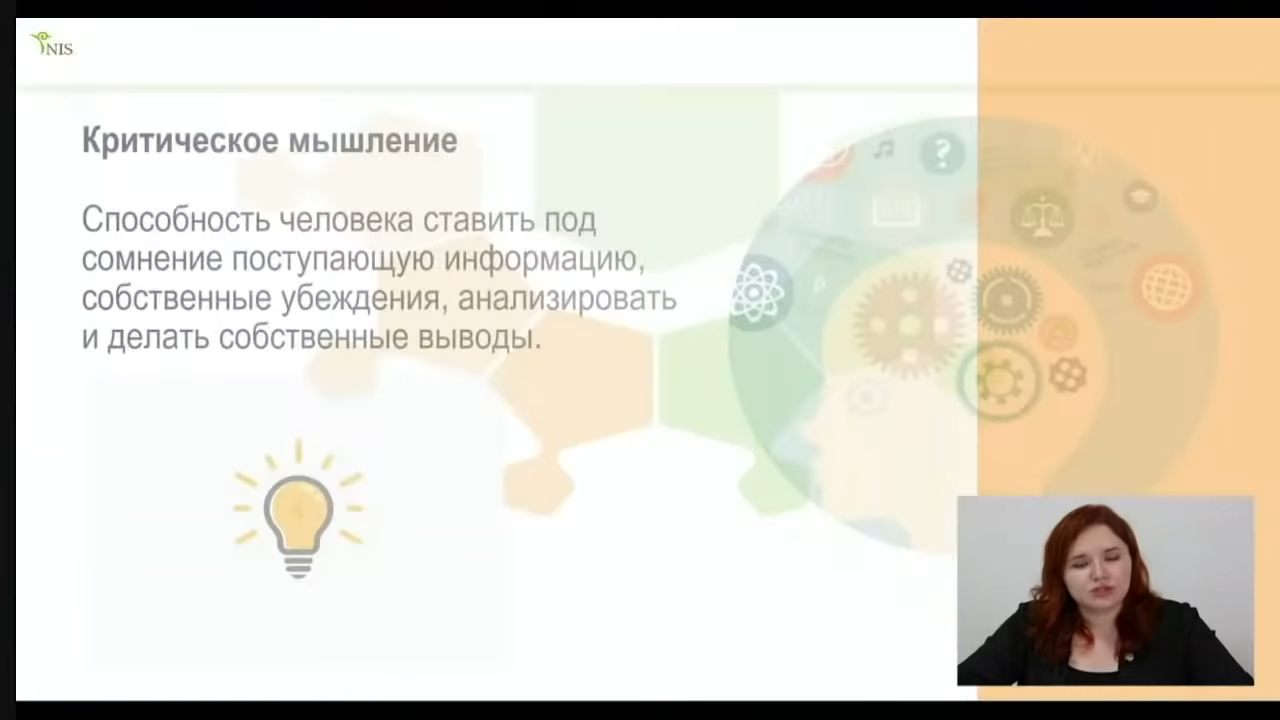 NIS
Критическое мышление
Способность человека ставить под
сомнение поступающую информацию,
собственные убеждения, анализировать
и делать собственные выводы.
?